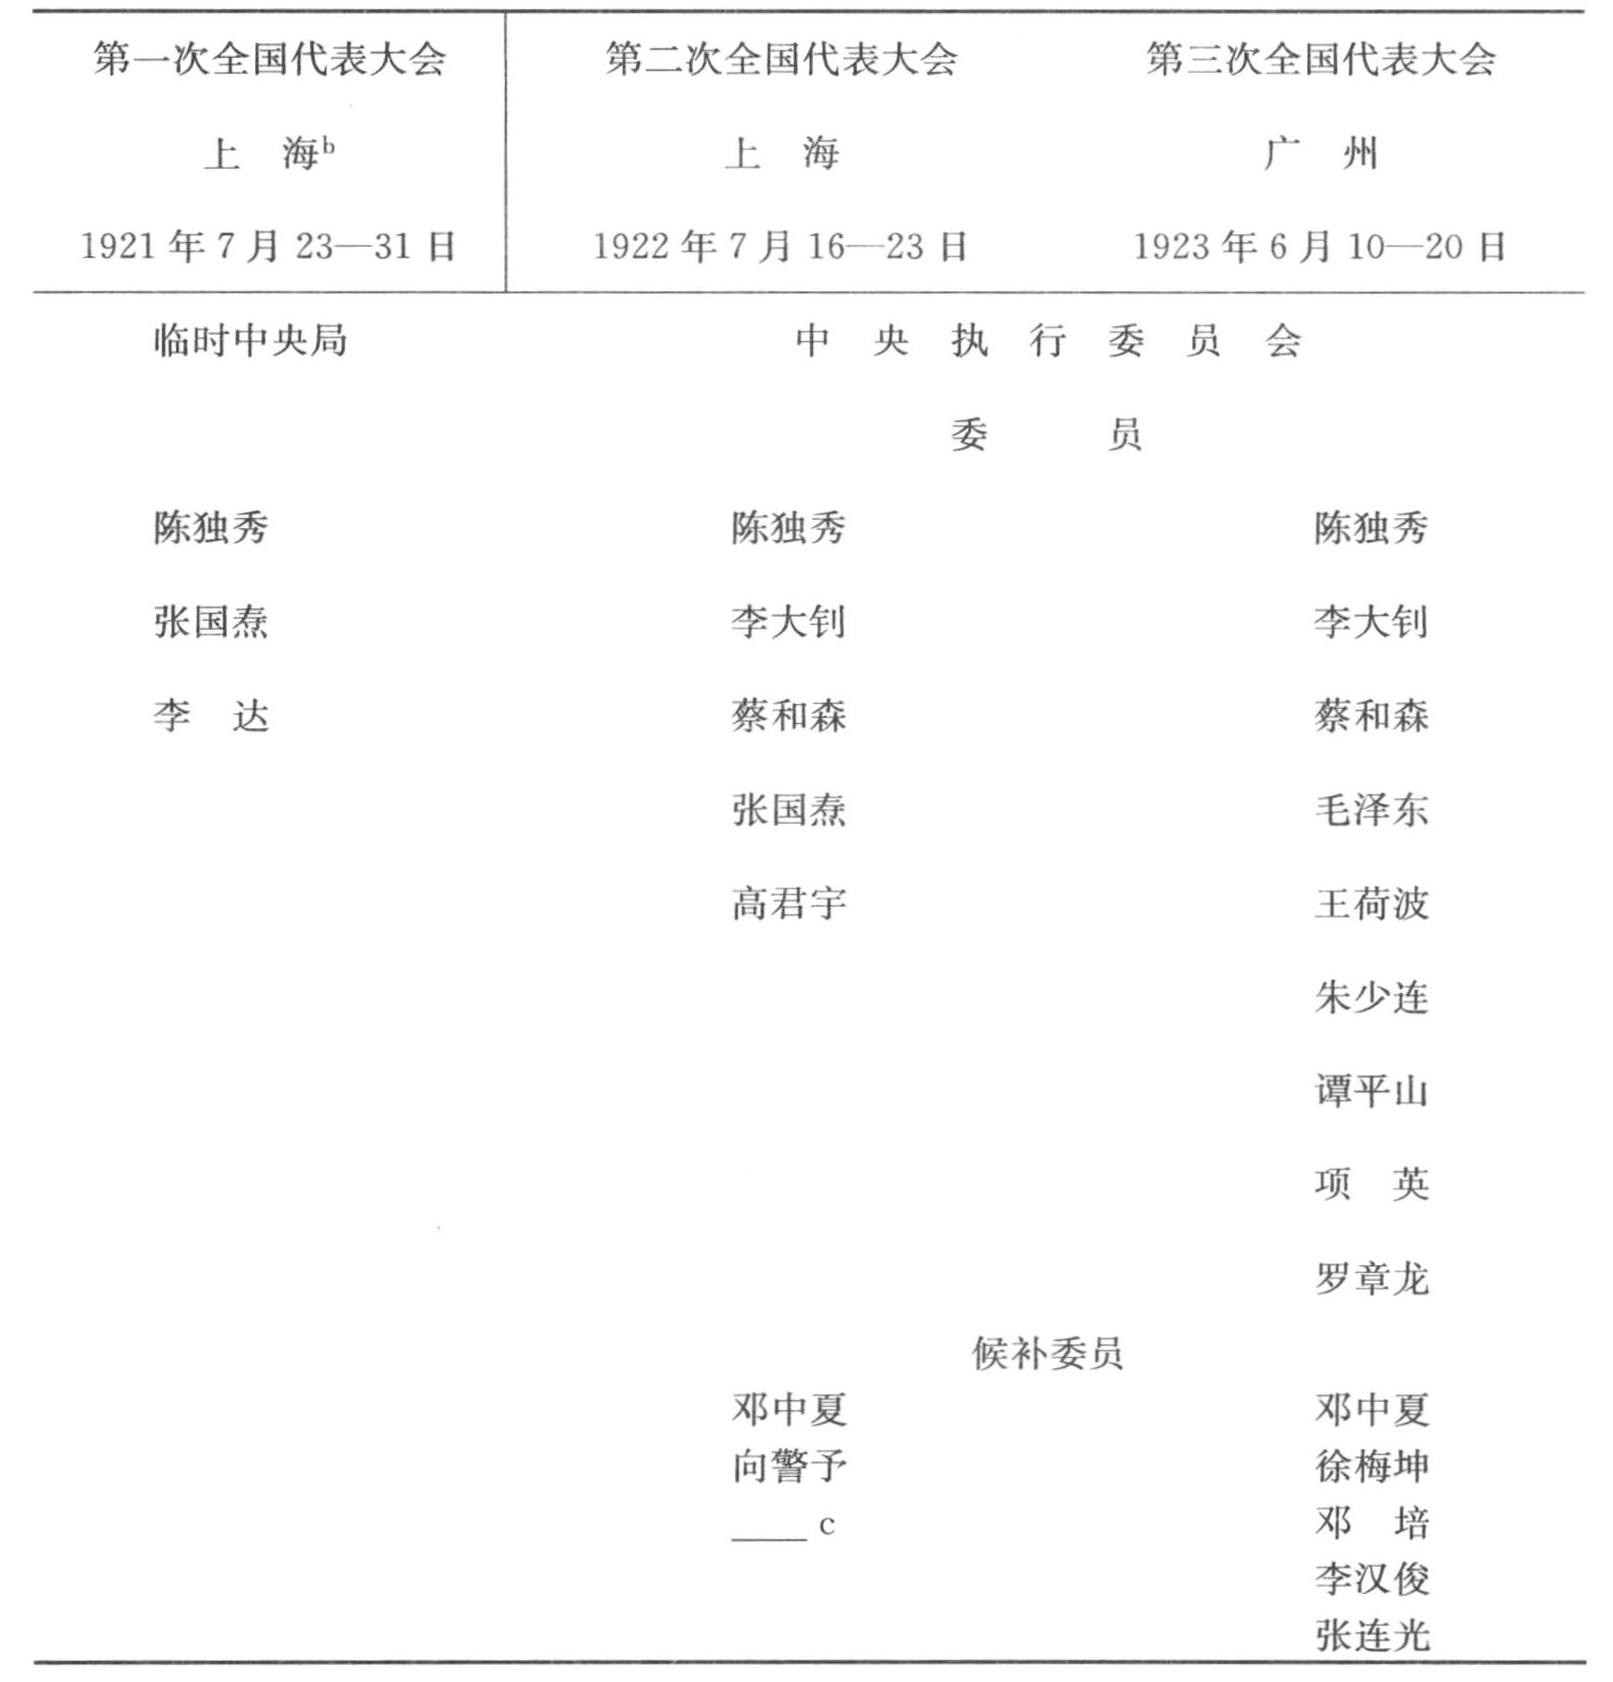 第一次全国代表大会 第二次全国代表大会 第三次全国代表大会
上 海b 上 海 广 州
1921年7月23—31日 1922年7月16—23日 1923年6月10—20日
临时中央局 中央执行委员会
委 员
陈独秀 陈独秀 陈独秀
张国焘 李大钊 李大钊
李 达 蔡和森 蔡和森
张国焘 毛泽东
高君宇 王荷波
朱少连
谭平山
项 英
罗章龙
候补委员
邓中夏 邓中夏
向警予 徐梅坤
____ c 邓 培
李汉俊
张连光